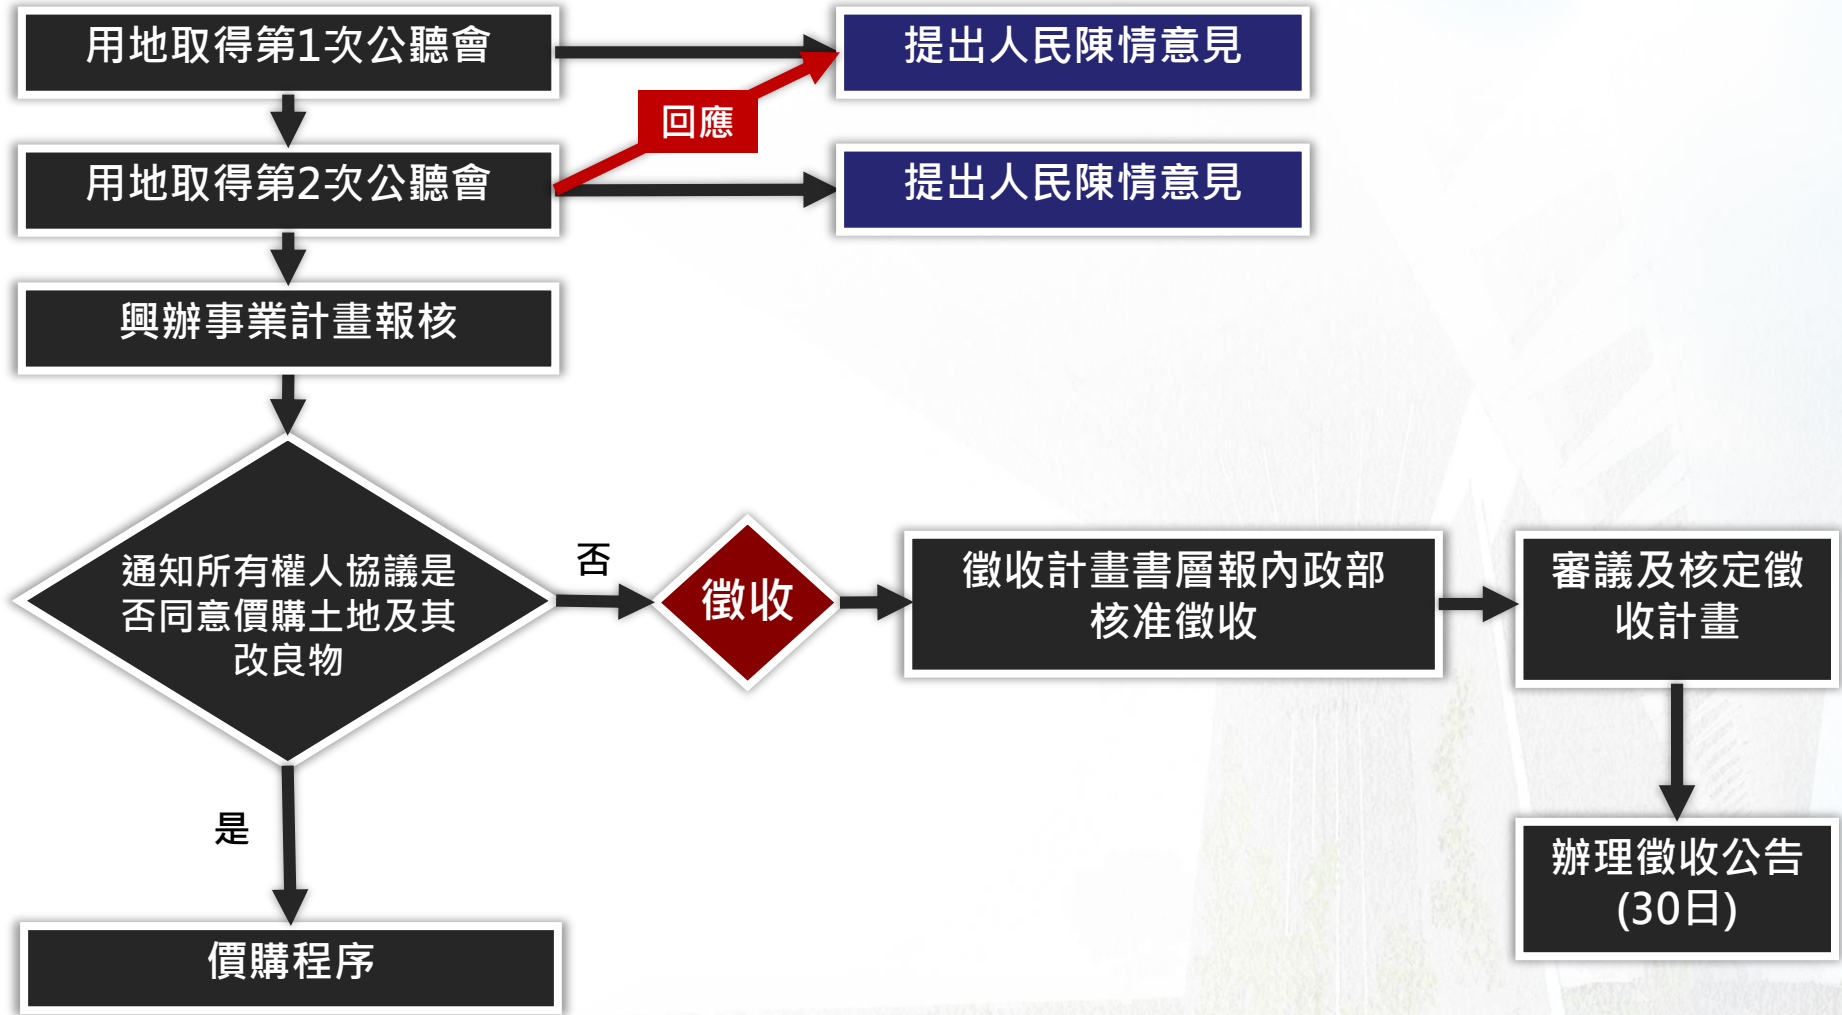 用地取得第1次公聽會
提出人民陳情意見
回應
用地取得第2次公聽會
提出人民陳情意見
興辦事業計畫報核
通知所有權人協議是
否同意價購土地及其
改良物
否
徵收
徵收計畫書層報內政部
核准徵收
審議及核定徵
收計畫
是
辦理徵收公告
(30日)
價購程序